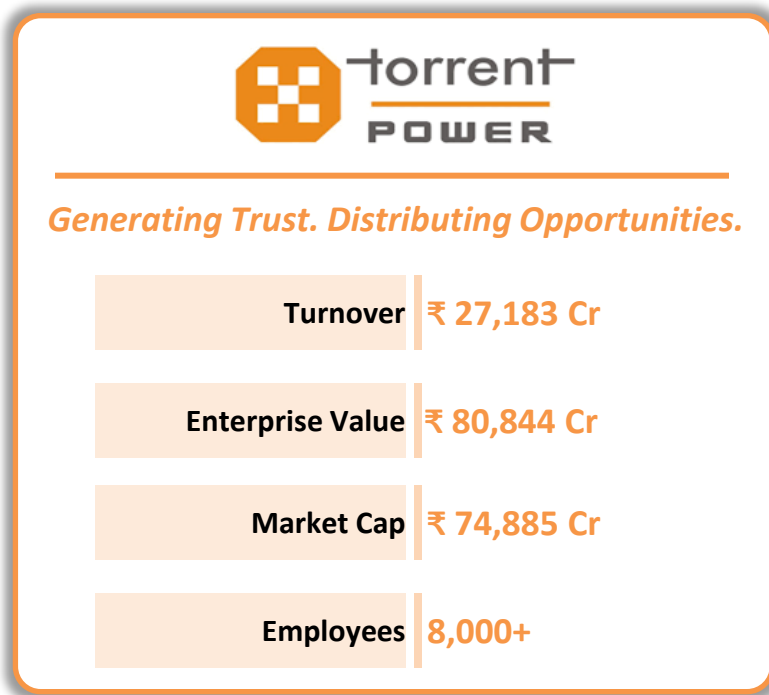 torrent
POWER
Generating Trust. Distributing Opportunities.
Turnover ₹ 27,183 Cr
Enterprise Value ₹ 80,844 Cr
Market Cap ₹ 74,885 Cr
Employees 8,000+